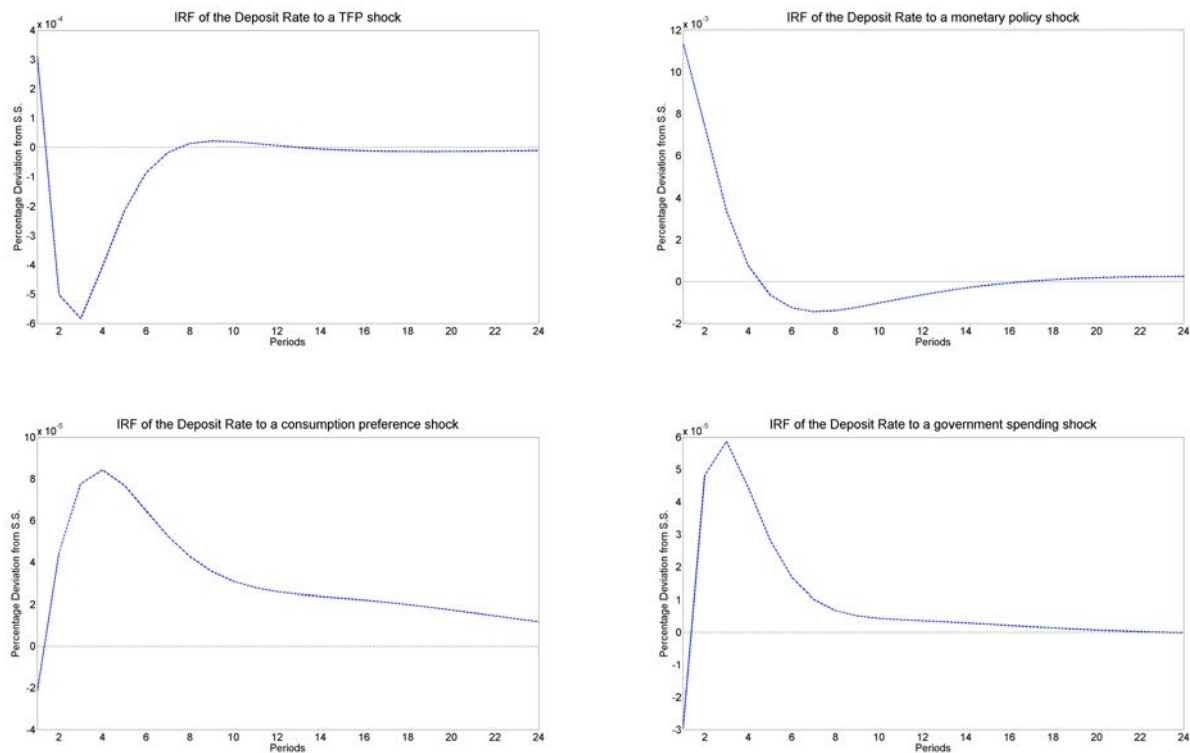 IRF of the Deposit Rate to a TFP shock
x 10^-4
4
3
2
1
0
-1
-2
-3
-4
-5
-6
Percentage Deviation from S.S.
2 4 6 8 10 12 14 16 18 20 22 24
Periods
IRF of the Deposit Rate to a monetary policy shock
x 10^-3
12
10
8
6
4
2
0
-2
Percentage Deviation from S.S.
2 4 6 8 10 12 14 16 18 20 22 24
Periods
IRF of the Deposit Rate to a consumption preference shock
x 10^-5
10
8
6
4
2
0
-2
-4
Percentage Deviation from S.S.
2 4 6 8 10 12 14 16 18 20 22 24
Periods
IRF of the Deposit Rate to a government spending shock
x 10^-5
6
5
4
3
2
1
0
-1
-2
-3
Percentage Deviation from S.S.
2 4 6 8 10 12 14 16 18 20 22 24
Periods